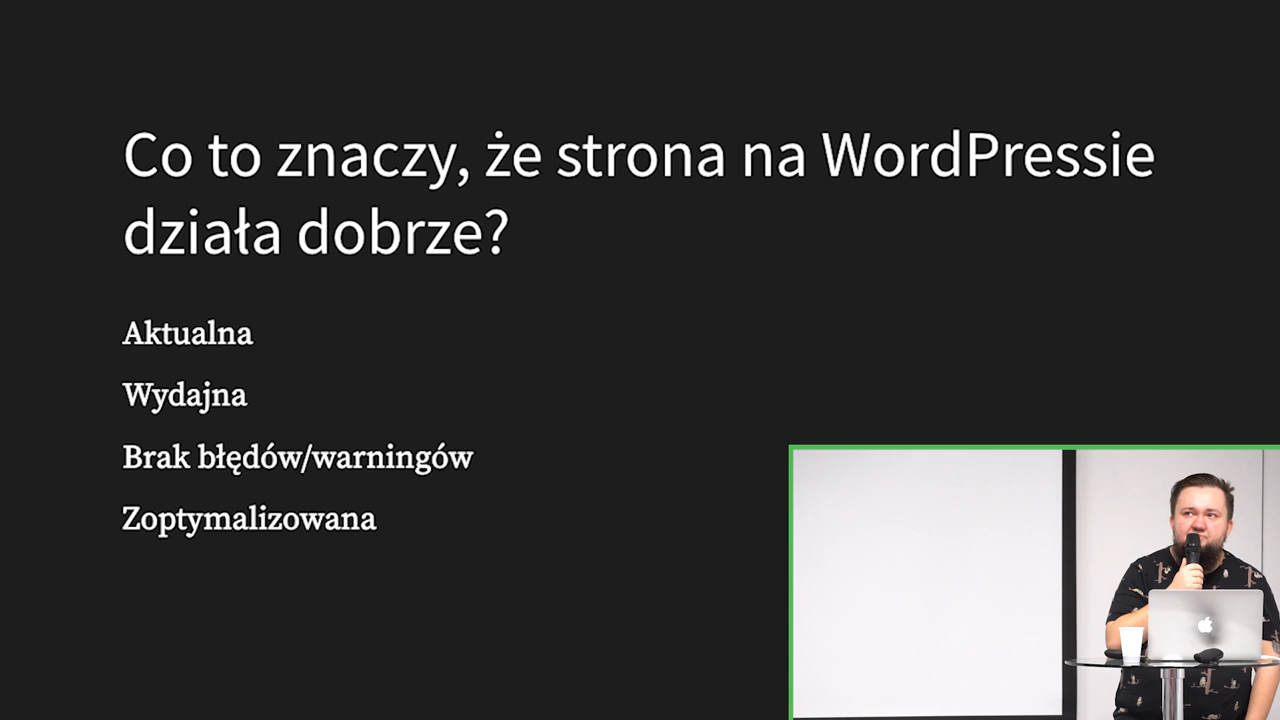 Co to znaczy, że strona na WordPressie
działa dobrze?
Aktualna
Wydajna
Brak błędów/warningów
Zoptymalizowana